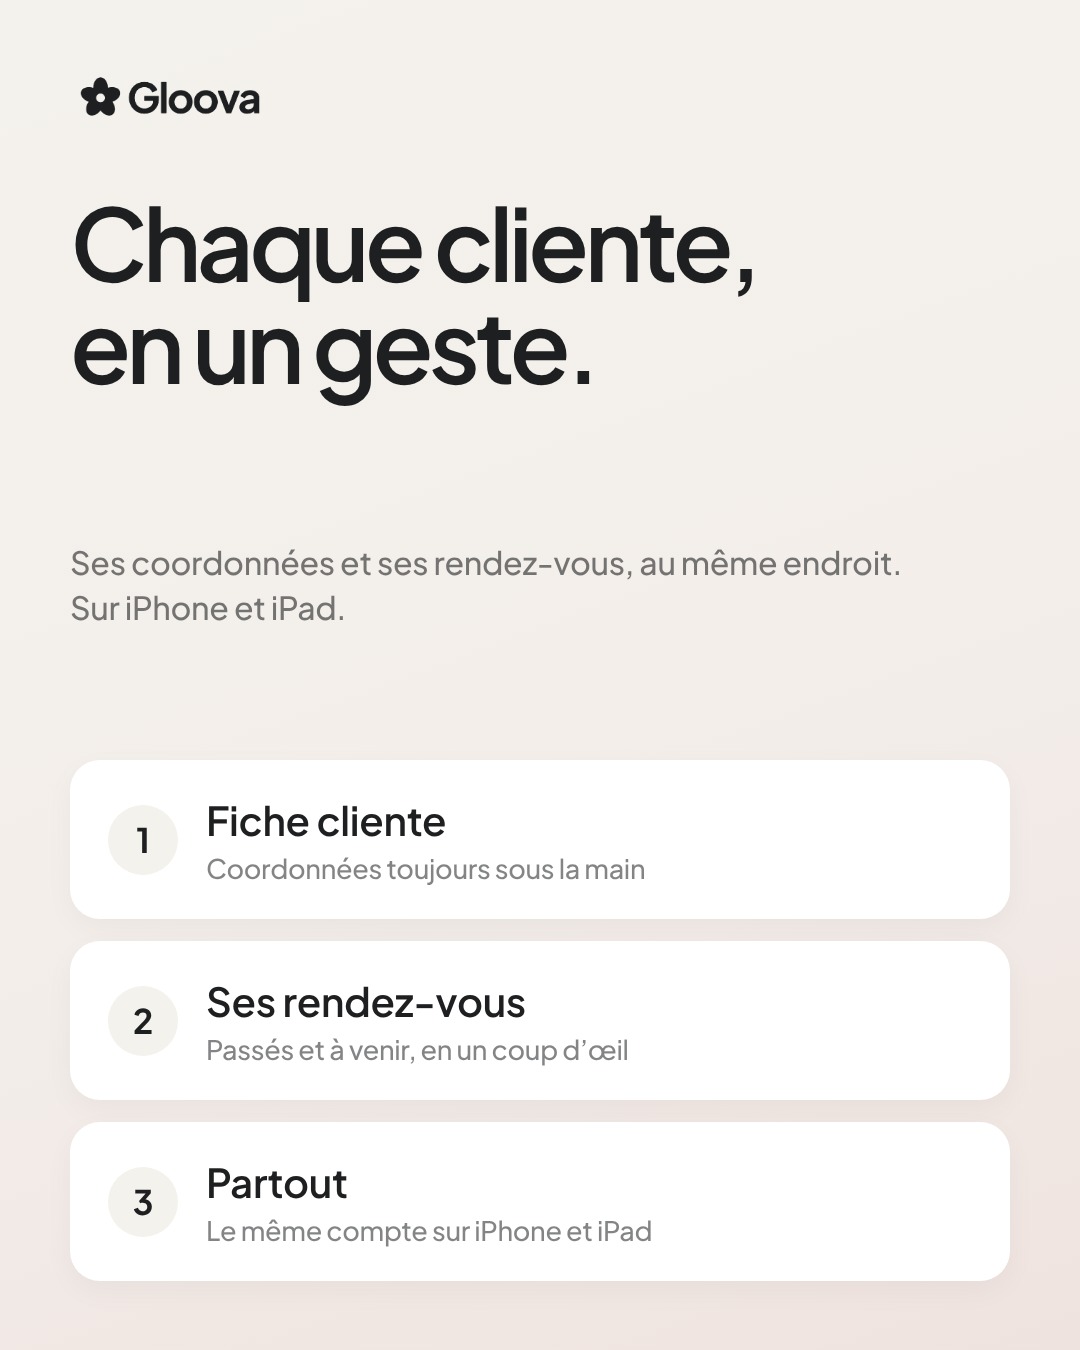 Gloova
Chaque cliente,
en un geste.
Ses coordonnées et ses rendez-vous, au même endroit.
Sur iPhone et iPad.
1
Fiche cliente
Coordonnées toujours sous la main
2
Ses rendez-vous
Passés et à venir, en un coup d’œil
3
Partout
Le même compte sur iPhone et iPad